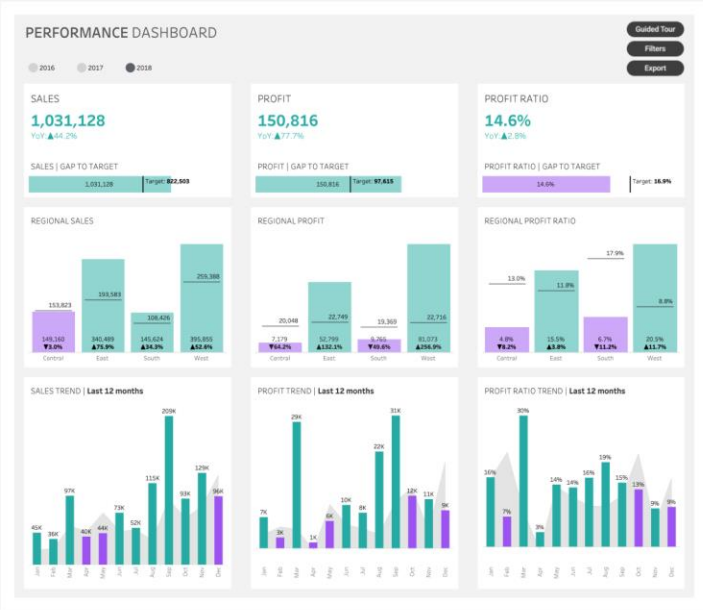 PERFORMANCE DASHBOARD
Guided Tour
Filters
Export
2016 2017 2018
SALES
1,031,128
YoY:▲44.2%
SALES | GAP TO TARGET
1,031,128 Target: 822,503
PROFIT
150,816
YoY:▲77.7%
PROFIT | GAP TO TARGET
150,816 Target: 97,615
PROFIT RATIO
14.6%
YoY:▲2.8%
PROFIT RATIO | GAP TO TARGET
14.6% Target: 16.9%
REGIONAL SALES
153,823 193,583 108,426 259,388
149,160 340,489 145,624 395,855
▼3.0% ▲75.9% ▲34.3% ▲52.6%
Central East South West
REGIONAL PROFIT
20,048 22,749 19,369 22,716
7,179 52,799 9,765 81,073
▼64.2% ▲132.1% ▼49.6% ▲256.9%
Central East South West
REGIONAL PROFIT RATIO
13.0% 11.8% 17.9% 8.8%
4.8% 15.5% 6.7% 20.5%
▼8.2% ▲3.8% ▼11.2% ▲11.7%
Central East South West
SALES TREND | Last 12 months
45K 36K 97K 40K 44K 73K 52K 115K 209K 93K 129K 96K
Jan Feb Mar Apr May Jun Jul Aug Sep Oct Nov Dec
PROFIT TREND | Last 12 months
7K 3K 29K 1K 6K 10K 8K 22K 31K 12K 11K 9K
Jan Feb Mar Apr May Jun Jul Aug Sep Oct Nov Dec
PROFIT RATIO TREND | Last 12 months
16% 7% 30% 3% 14% 14% 16% 19% 15% 13% 9% 9%
Jan Feb Mar Apr May Jun Jul Aug Sep Oct Nov Dec